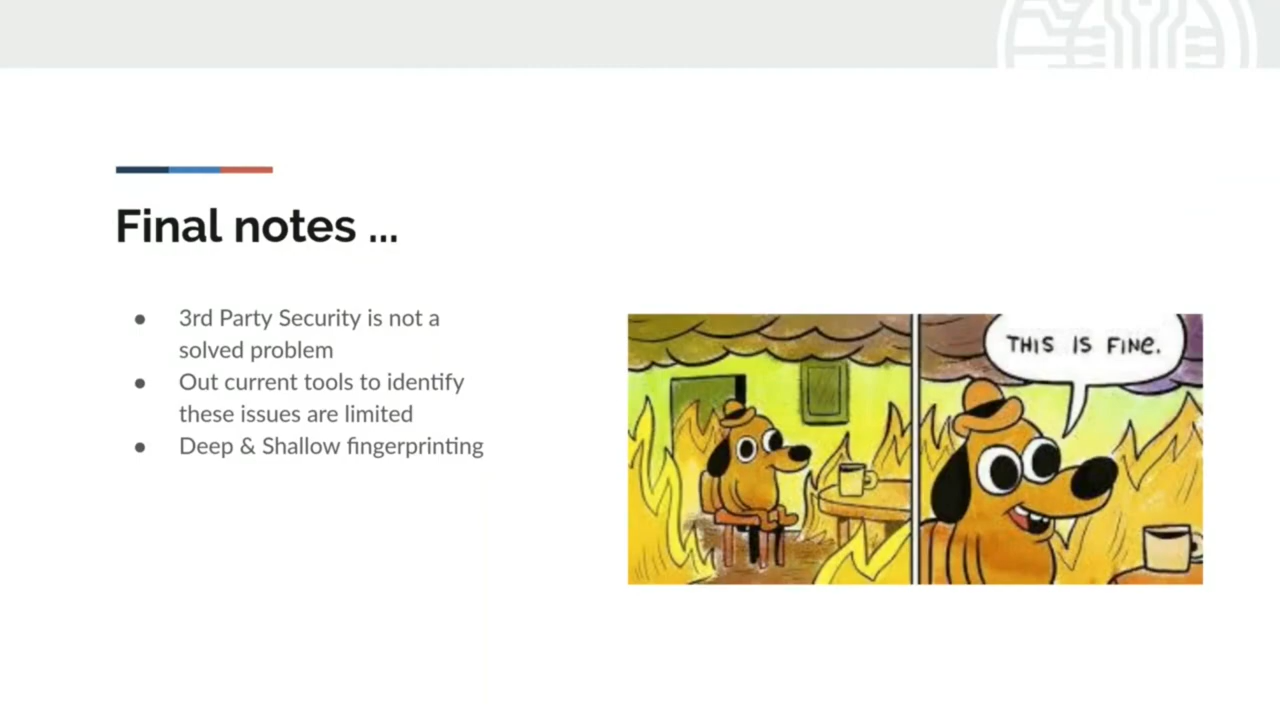 Final notes ...
● 3rd Party Security is not a
solved problem
● Out current tools to identify
these issues are limited
● Deep & Shallow fingerprinting
THIS IS FINE.